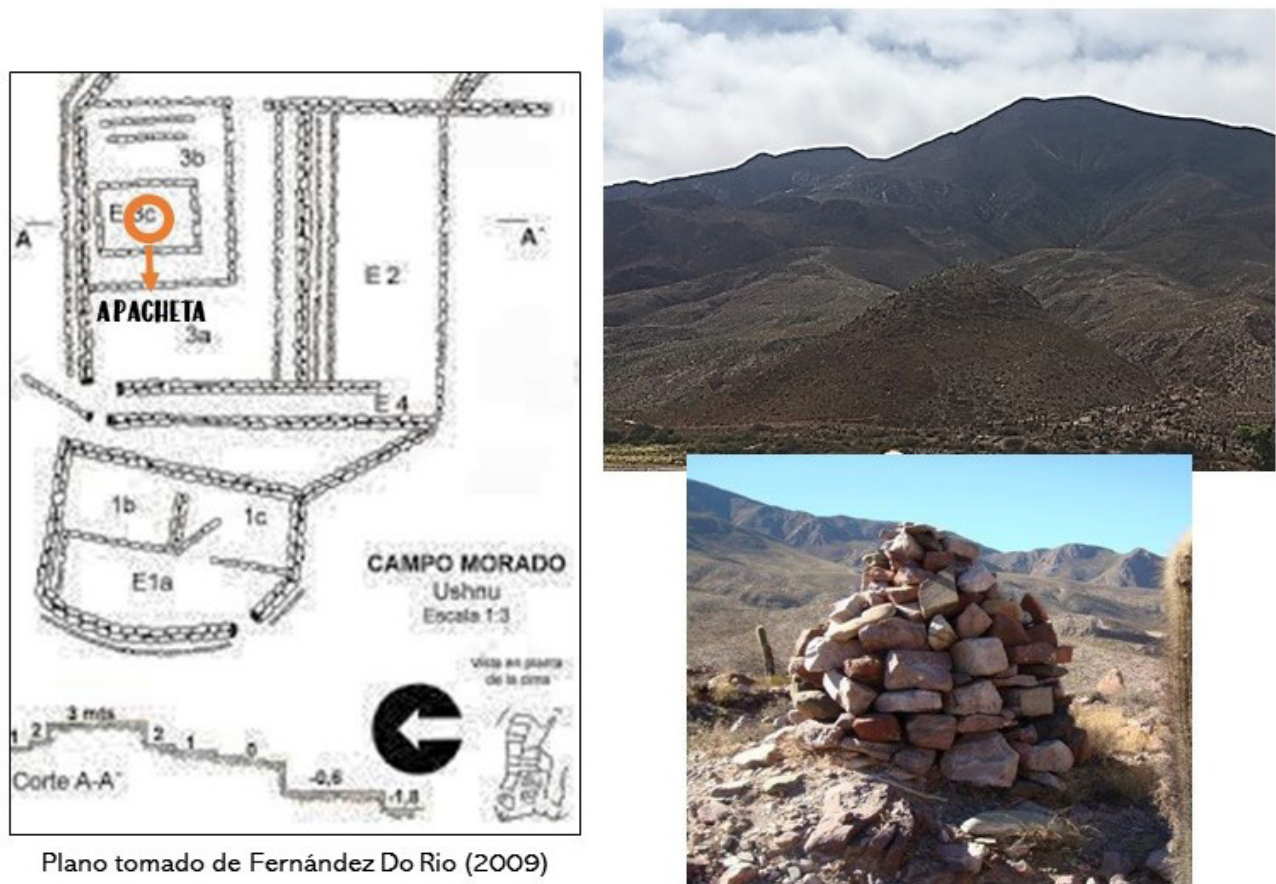 3b
E 3c
A
A"
APACHETA
E 2
3a
E 4
1b
1c
E1a
CAMPO MORADO
Ushnu
Escala 1:3
Vista en planta
de la cima
1 2 3 mts 2 1 0 -0,6 -1,8
Corte A-A"
Plano tomado de Fernández Do Rio (2009)